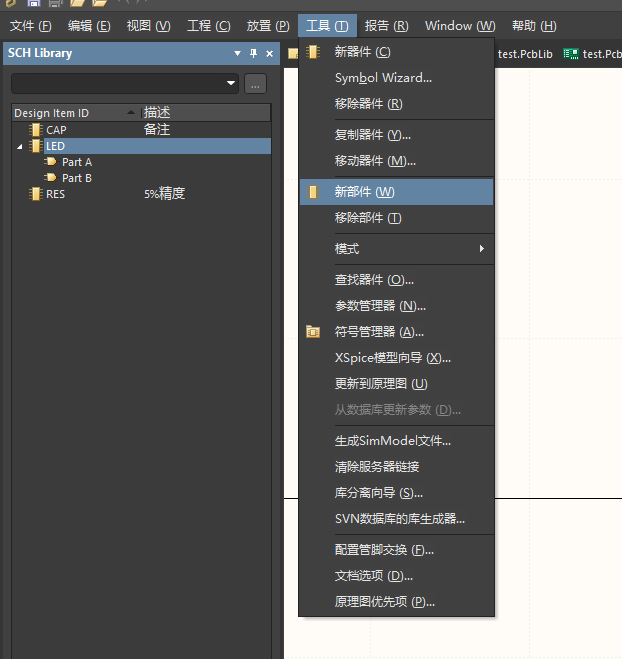 文件 (F) 编辑 (E) 视图 (V) 工程 (C) 放置 (P) 工具 (T) 报告 (R) Window (W) 帮助 (H)
SCH Library
test.PcbLib test.Pcb
...
Design Item ID 描述
CAP 备注
LED
Part A
Part B
RES 5%精度
新器件 (C)
Symbol Wizard...
移除器件 (R)
复制器件 (Y)...
移动器件 (M)...
新部件 (W)
移除部件 (T)
模式
查找器件 (O)...
参数管理器 (N)...
符号管理器 (A)...
XSpice模型向导 (X)...
更新到原理图 (U)
从数据库更新参数 (D)...
生成SimModel文件...
清除服务器链接
库分离向导 (S)...
SVN数据库的库生成器...
配置管脚交换 (F)...
文档选项 (D)...
原理图优先项 (P)...